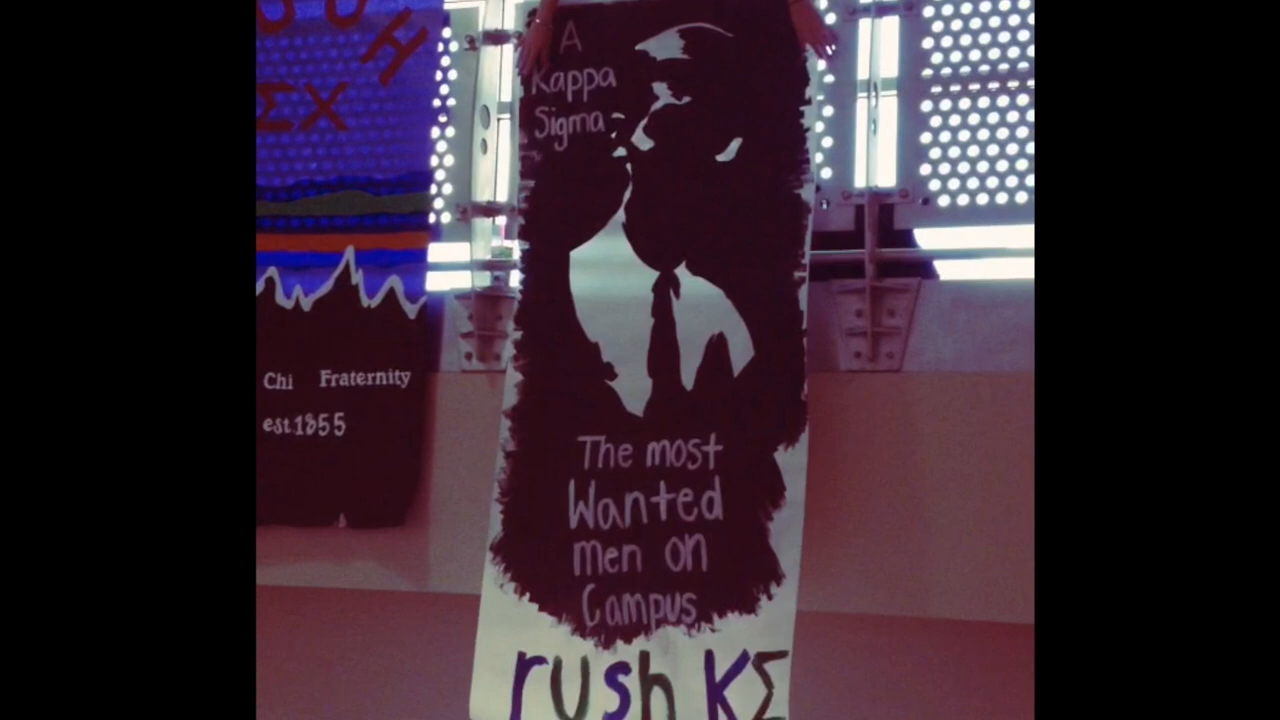 ΣΧ
Chi Fraternity
est.1855
A
Kappa
Sigma
The most
Wanted
men on
Campus
rush ΚΣ